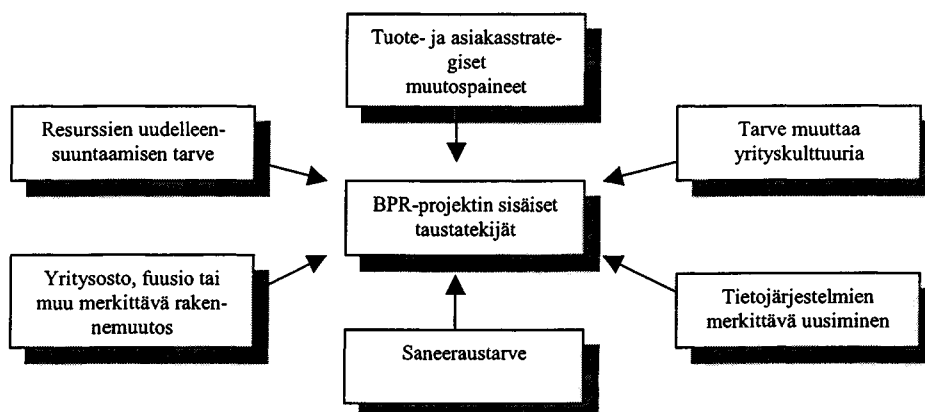 Tuote- ja asiakasstrate-
giset
muutospaineet
Resurssien uudelleen-
suuntaamisen tarve
Tarve muuttaa
yrityskulttuuria
BPR-projektin sisäiset
taustatekijät
Yritysosto, fuusio tai
muu merkittävä raken-
nemuutos
Tietojärjestelmien
merkittävä uusiminen
Saneeraustarve